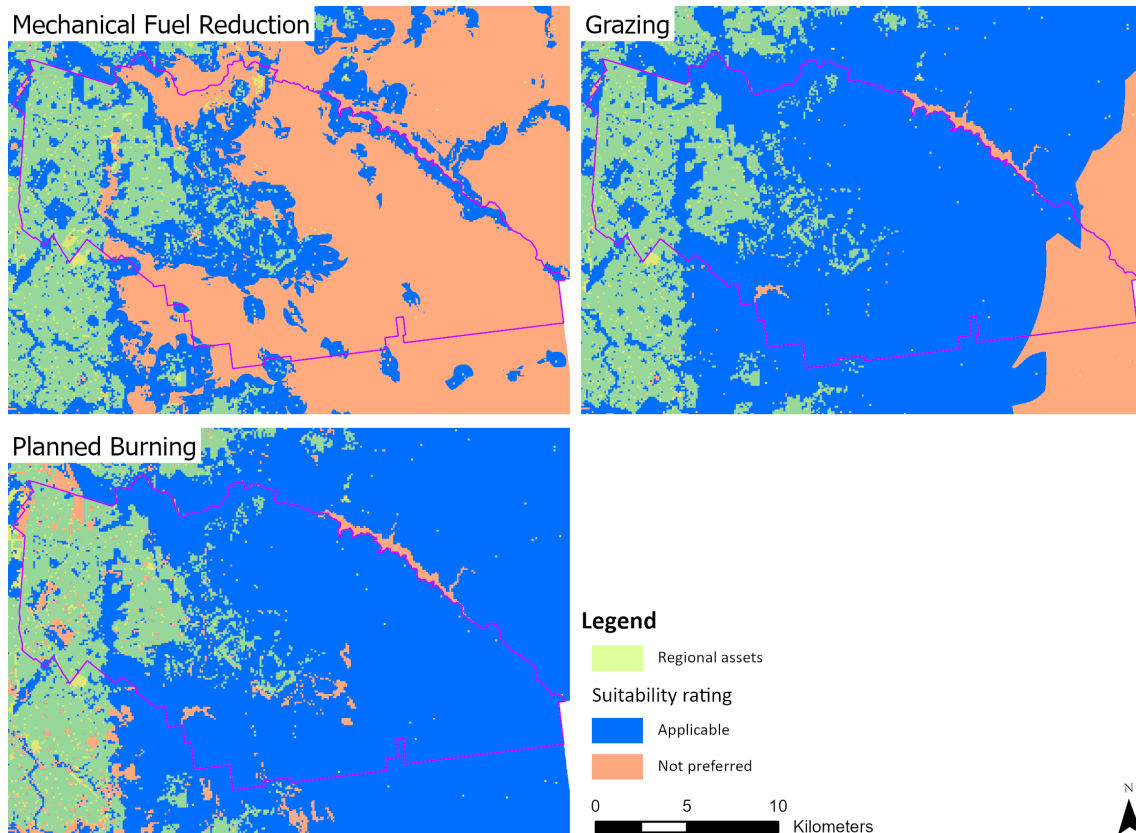 Mechanical Fuel Reduction
Grazing
Planned Burning
Legend
Regional assets
Suitability rating
Applicable
Not preferred
0 5 10
Kilometers
N